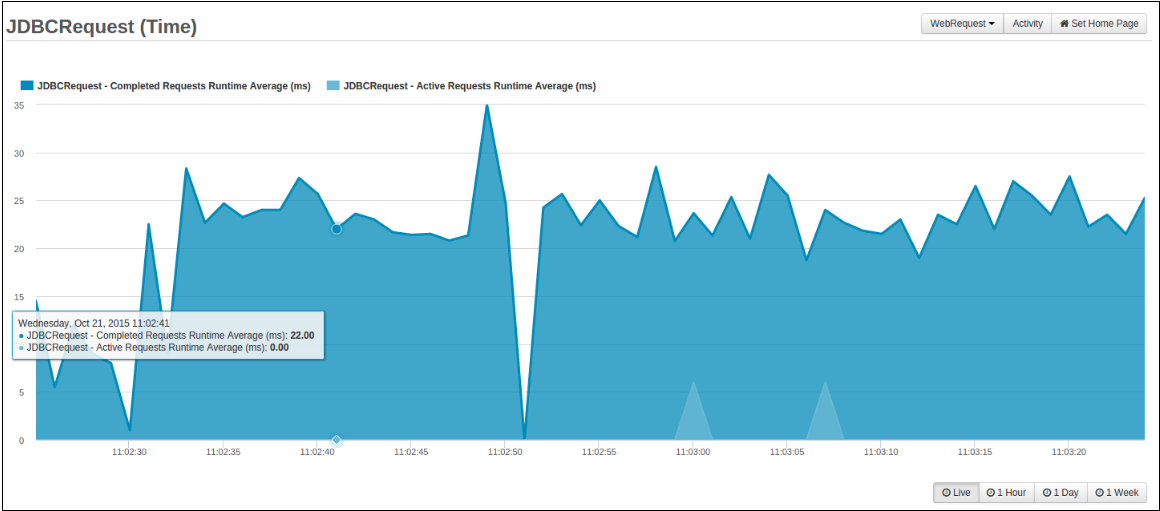 JDBCRequest (Time)
WebRequest
Activity
Set Home Page
JDBCRequest - Completed Requests Runtime Average (ms)
JDBCRequest - Active Requests Runtime Average (ms)
35
30
25
20
15
Wednesday, Oct 21, 2015 11:02:41
JDBCRequest - Completed Requests Runtime Average (ms): 22.00
JDBCRequest - Active Requests Runtime Average (ms): 0.00
5
0
11:02:30
11:02:35
11:02:40
11:02:45
11:02:50
11:02:55
11:03:00
11:03:05
11:03:10
11:03:15
11:03:20
Live
1 Hour
1 Day
1 Week